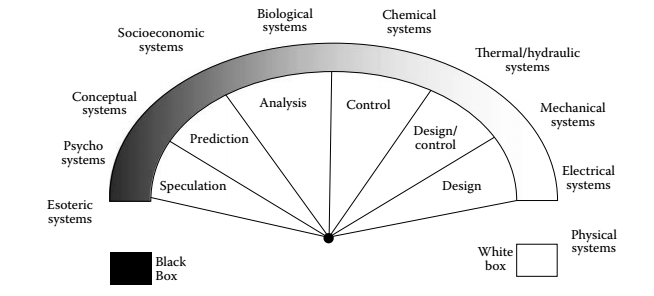 Biological
systems
Chemical
systems
Socioeconomic
systems
Thermal/hydraulic
systems
Conceptual
systems
Analysis
Control
Mechanical
systems
Psycho
systems
Prediction
Design/
control
Electrical
systems
Speculation
Design
Esoteric
systems
Physical
systems
Black
Box
White
box